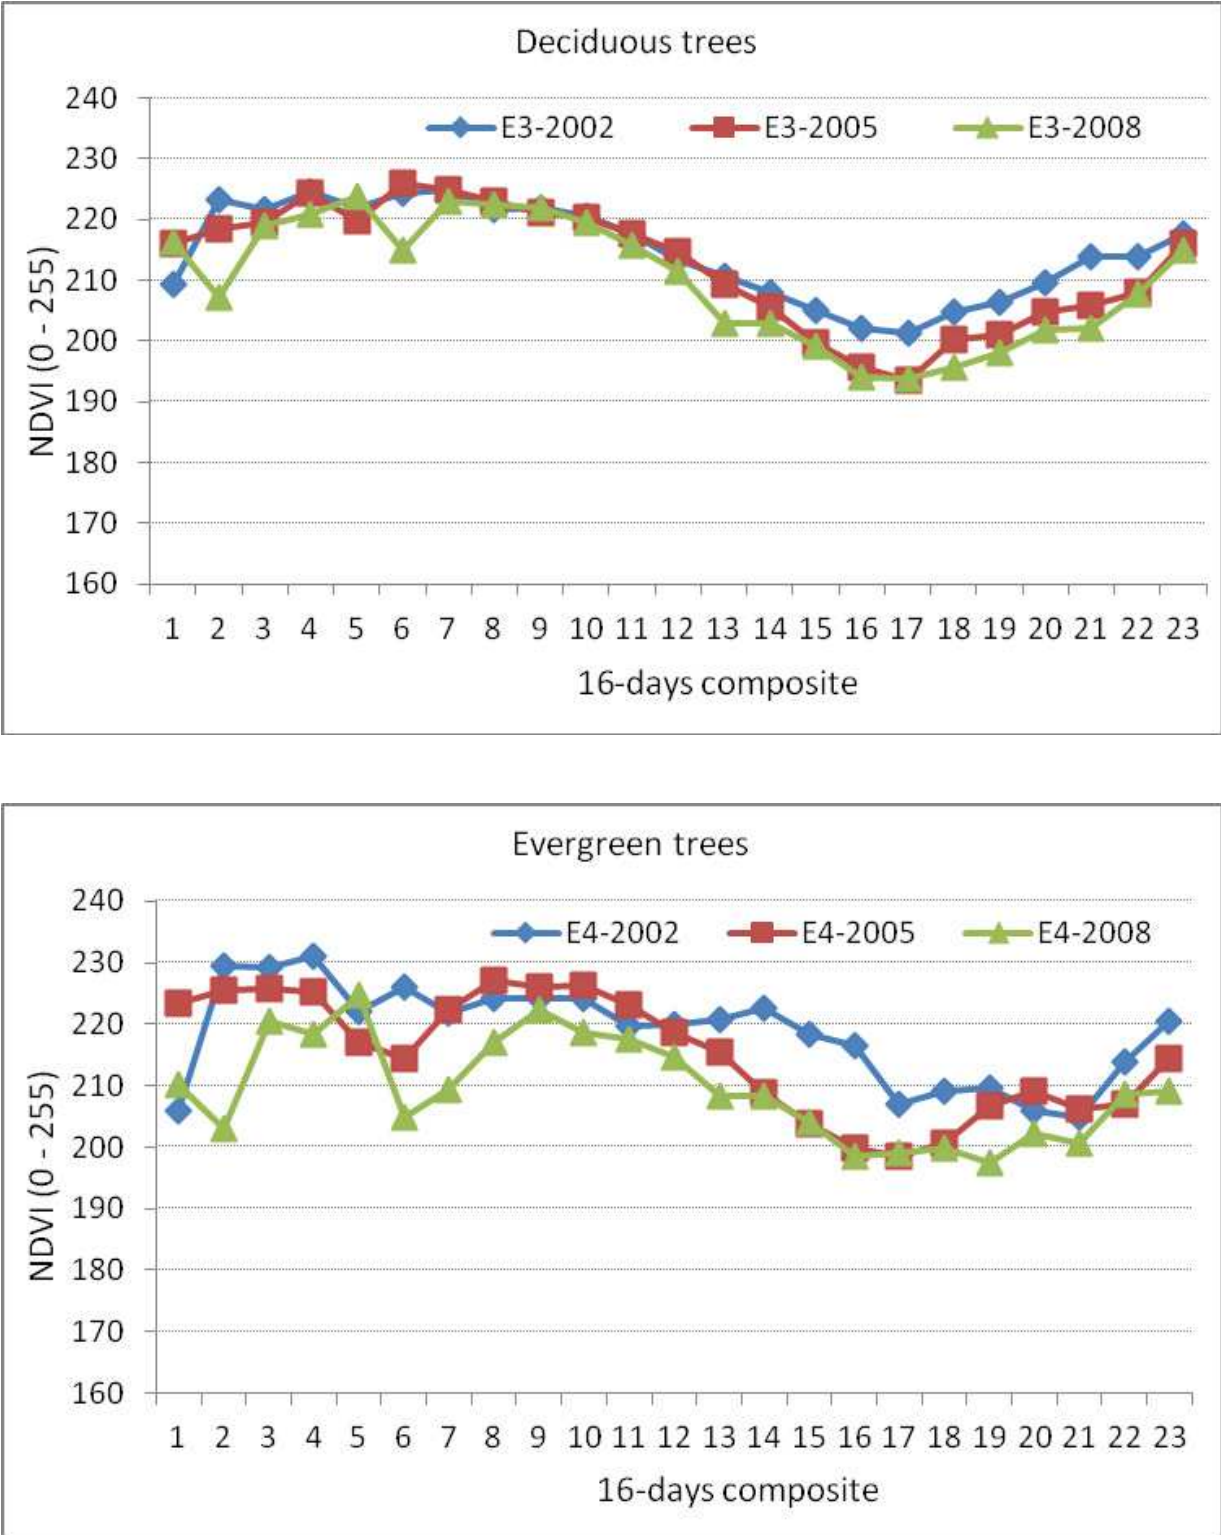 Deciduous trees
240
E3-2002 E3-2005 E3-2008
230
220
210
200
190
180
170
160
NDVI (0 - 255)
1 2 3 4 5 6 7 8 9 10 11 12 13 14 15 16 17 18 19 20 21 22 23
16-days composite
Evergreen trees
240
E4-2002 E4-2005 E4-2008
230
220
210
200
190
180
170
160
NDVI (0 - 255)
1 2 3 4 5 6 7 8 9 10 11 12 13 14 15 16 17 18 19 20 21 22 23
16-days composite